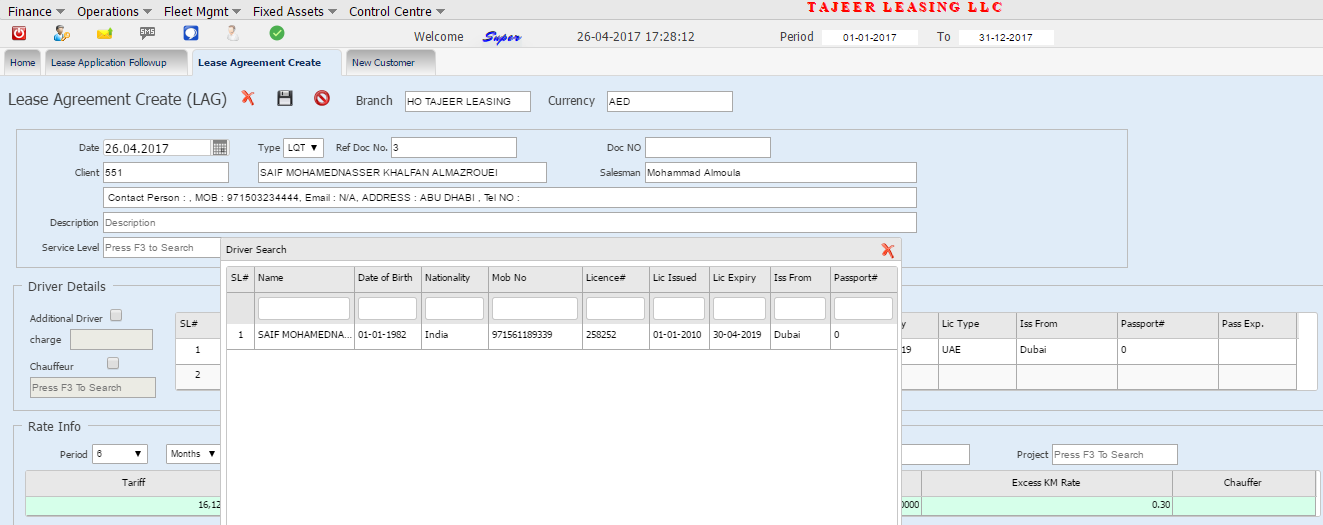 Finance Operations Fleet Mgmt Fixed Assets Control Centre
TAJEER LEASING LLC
SMS
Welcome Super 26-04-2017 17:28:12 Period 01-01-2017 To 31-12-2017
Home Lease Application Followup Lease Agreement Create New Customer
Lease Agreement Create (LAG) Branch HO TAJEER LEASING Currency AED
Date 26.04.2017 Type LQT Ref Doc No. 3 Doc NO
Client 551 SAIF MOHAMEDNASSER KHALFAN ALMAZROUEI Salesman Mohammad Almoula
Contact Person : , MOB : 971503234444, Email : N/A, ADDRESS : ABU DHABI , Tel NO :
Description Description
Service Level Press F3 to Search
Driver Search
SL# Name Date of Birth Nationality Mob No Licence# Lic Issued Lic Expiry Iss From Passport#
1 SAIF MOHAMEDNA... 01-01-1982 India 971561189339 258252 01-01-2010 30-04-2019 Dubai 0
Driver Details
Additional Driver
charge
Chauffeur
Press F3 To Search
SL# y Lic Type Iss From Passport# Pass Exp.
1 19 UAE Dubai 0
2
Rate Info
Period 6 Months Project Press F3 To Search
Tariff Excess KM Rate Chauffer
16,12 0000 0.30